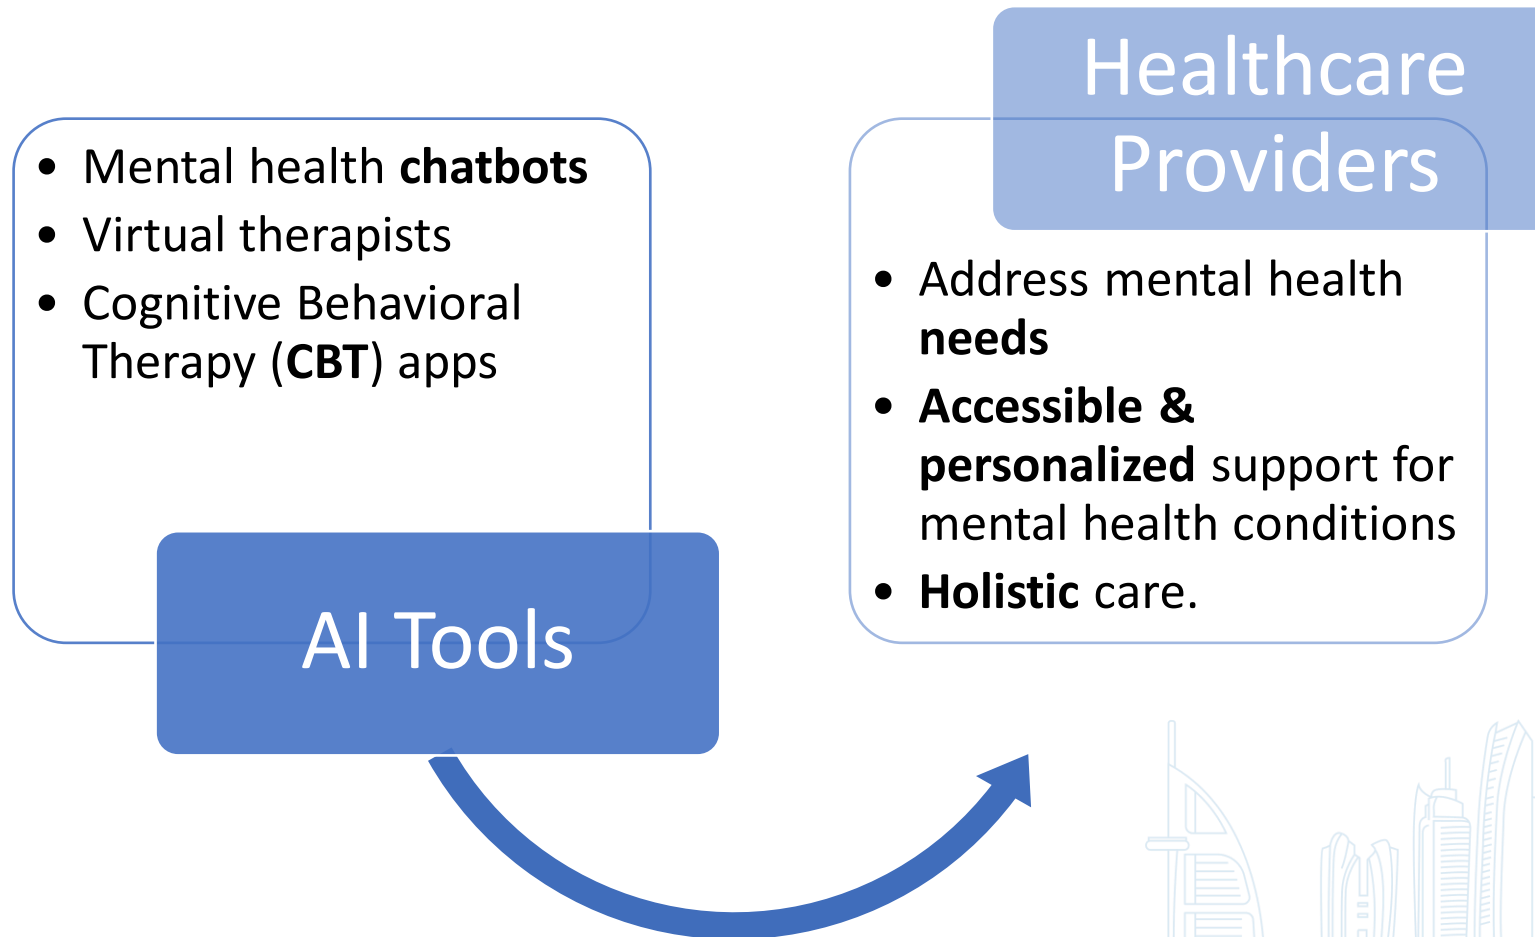 • Mental health chatbots
• Virtual therapists
• Cognitive Behavioral
Therapy (CBT) apps
AI Tools
Healthcare
Providers
• Address mental health
needs
• Accessible &
personalized support for
mental health conditions
• Holistic care.